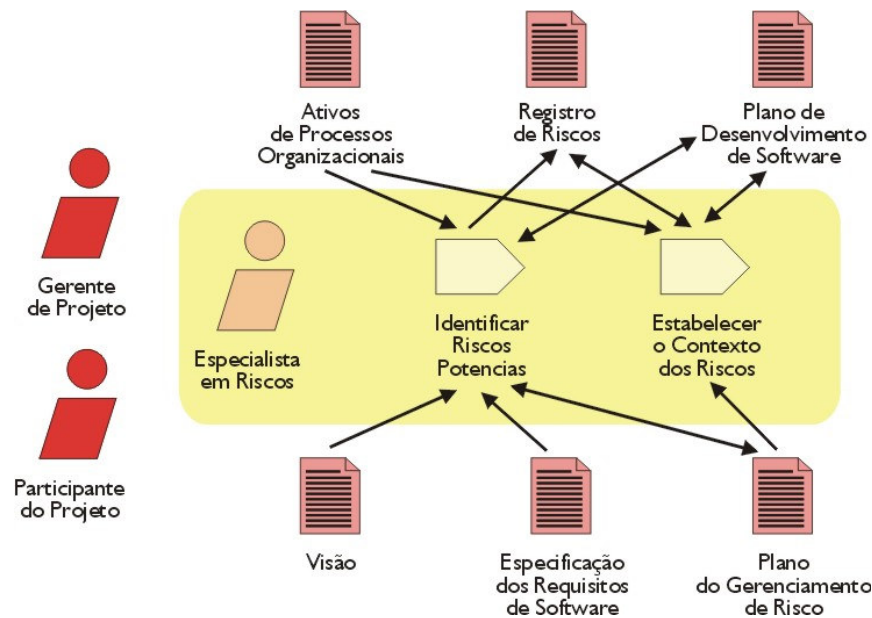 Ativos
de Processos
Organizacionais
Registro
de Riscos
Plano de
Desenvolvimento
de Software
Gerente
de Projeto
Especialista
em Riscos
Identificar
Riscos
Potencias
Estabelecer
o Contexto
dos Riscos
Participante
do Projeto
Visão
Especificação
dos Requisitos
de Software
Plano
do Gerenciamento
de Risco